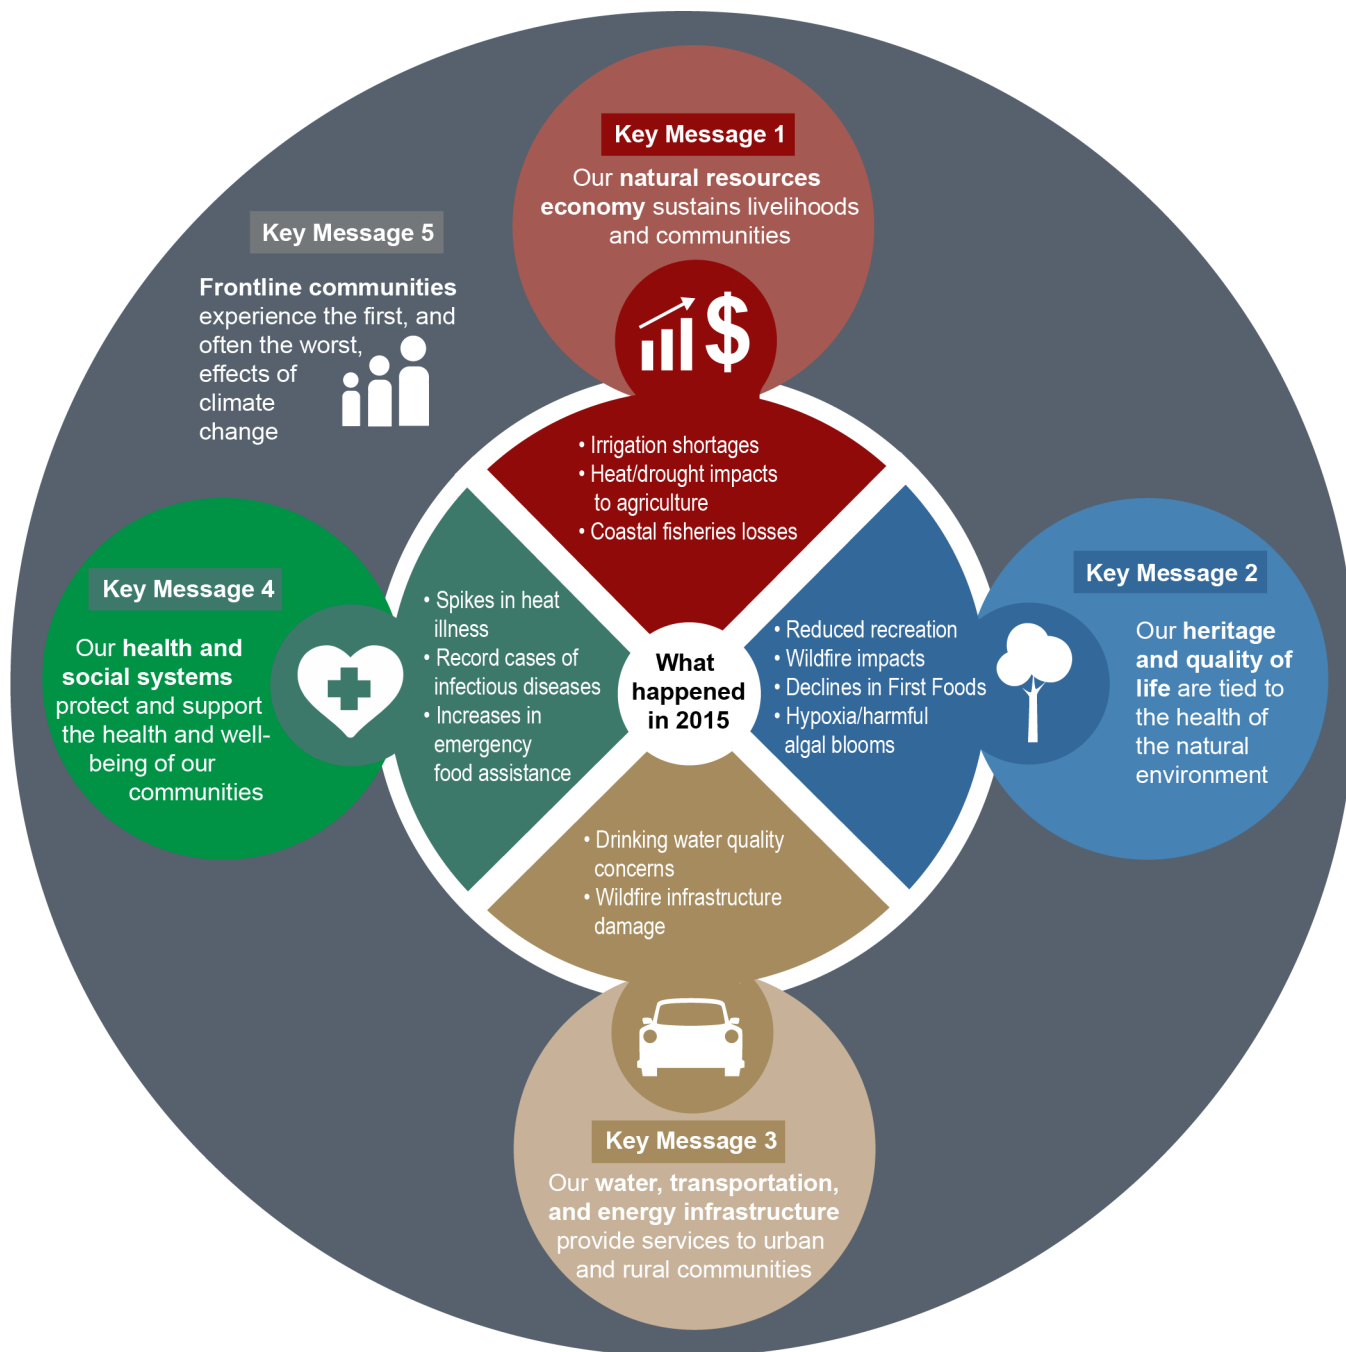 Key Message 1
Our natural resources
economy sustains livelihoods
and communities
$
• Irrigation shortages
• Heat/drought impacts
to agriculture
• Coastal fisheries losses
Key Message 5
Frontline communities
experience the first, and
often the worst,
effects of
climate
change
Key Message 4
Our health and
social systems
protect and support
the health and well-
being of our
communities
• Spikes in heat
illness
• Record cases of
infectious diseases
• Increases in
emergency
food assistance
What
happened
in 2015
• Reduced recreation
• Wildfire impacts
• Declines in First Foods
• Hypoxia/harmful
algal blooms
Key Message 2
Our heritage
and quality of
life are tied to
the health of
the natural
environment
• Drinking water quality
concerns
• Wildfire infrastructure
damage
Key Message 3
Our water, transportation,
and energy infrastructure
provide services to urban
and rural communities